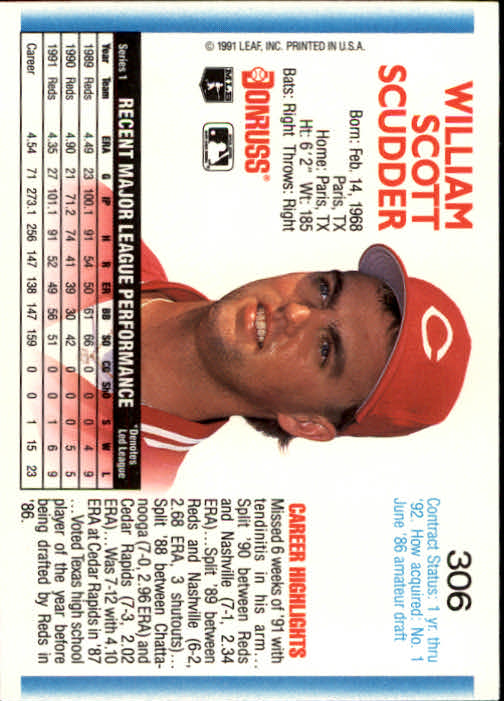 WILLIAM
SCOTT
SCUDDER
306
Contract Status: 1 yr. thru
'92. How acquired: No. 1
June '86 amateur draft
Born: Feb. 14, 1968
Paris, TX
Home: Paris, TX
Ht: 6'2" Wt: 185
Bats: Right Throws: Right
DONRUSS
MLB
© 1991 LEAF, INC. PRINTED IN U.S.A.
C
CAREER HIGHLIGHTS
Missed 6 weeks of '91 with
tendinitis in his arm...
Split '90 between Reds
and Nashville (7-1, 2.34
ERA)...Split '89 between
Cedar Rapids (7-3, 2.02
2.68 ERA, 3 shutouts)...
Split '88 between Chatta-
nooga (7-0, 2.96 ERA) and
and Nashville (6-2,
ERA)...Was 7-12 with 4.10
ERA at Cedar Rapids in '87
...Voted Texas high school
player of the year before
being drafted by Reds in
'86.
Series 1 RECENT MAJOR LEAGUE PERFORMANCE *Denotes
Led League
Year Team ERA G IP H R ER BB SO CG ShO S W L
1989 Reds 4.49 23 100.1 91 54 50 61 66 0 0 0 4 9
1990 Reds 4.90 21 71.2 74 41 39 30 42 0 0 0 5 5
1991 Reds 4.35 27 101.1 91 52 49 56 51 0 0 1 6 9
Career 4.54 71 273.1 256 147 138 147 159 0 0 1 15 23